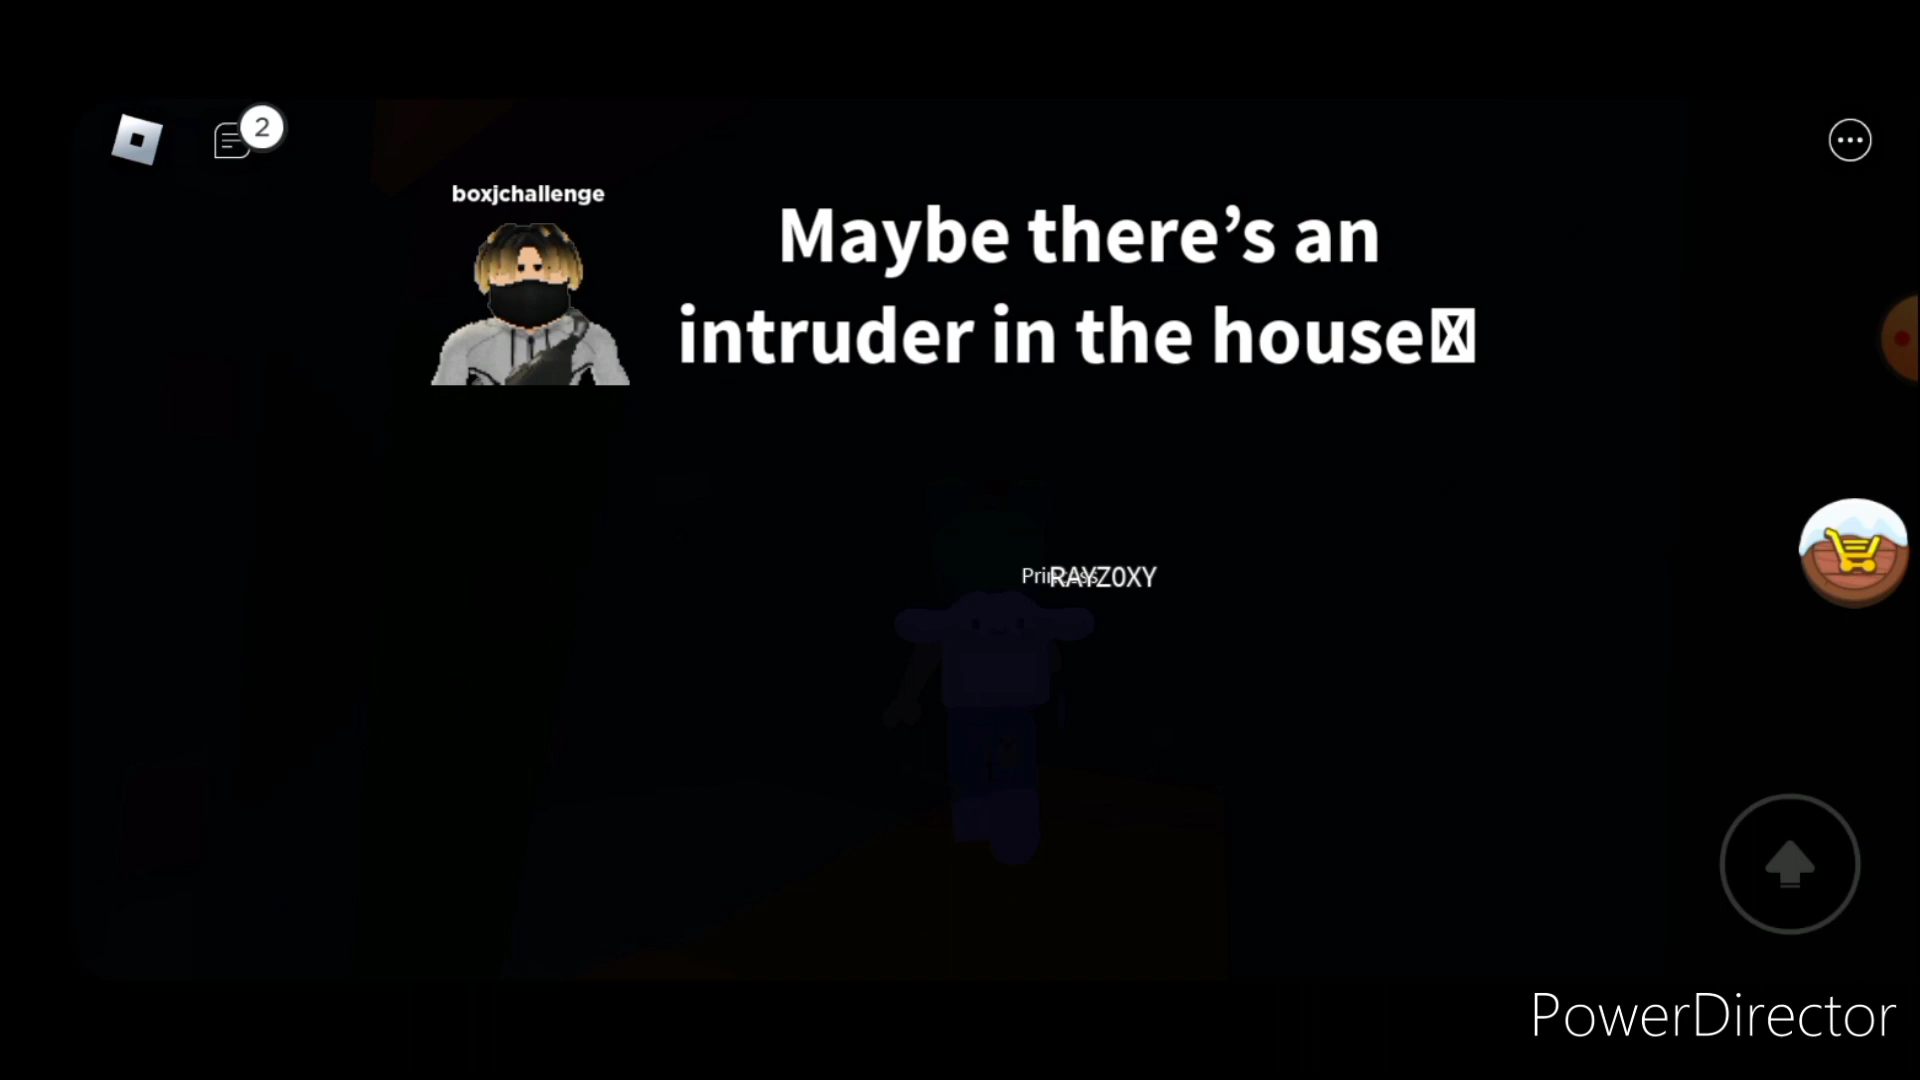 2
boxjchallenge
Maybe there’s an
intruder in the house
RAYZ0XY
PowerDirector